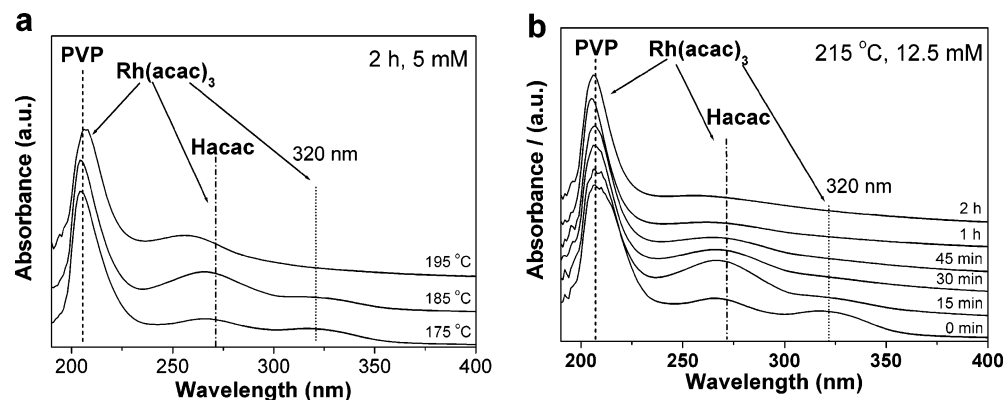 a
2 h, 5 mM
PVP
Rh(acac)3
Hacac
320 nm
195 °C
185 °C
175 °C
Absorbance (a.u.)
200
250
300
350
400
Wavelength (nm)
b
215 °C, 12.5 mM
PVP
Rh(acac)3
Hacac
320 nm
2 h
1 h
45 min
30 min
15 min
0 min
Absorbance / (a.u.)
200
250
300
350
400
Wavelength (nm)